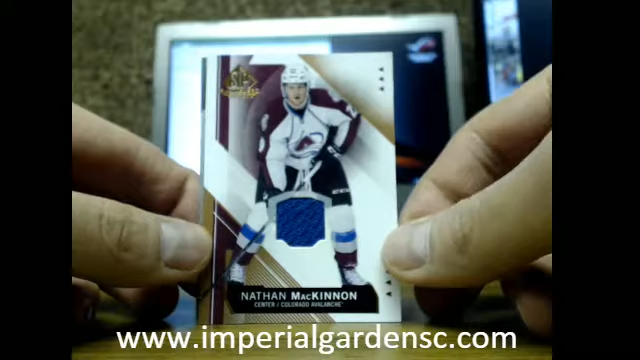 SP
NATHAN MACKINNON
CENTER / COLORADO AVALANCHE
www.imperialgardensc.com